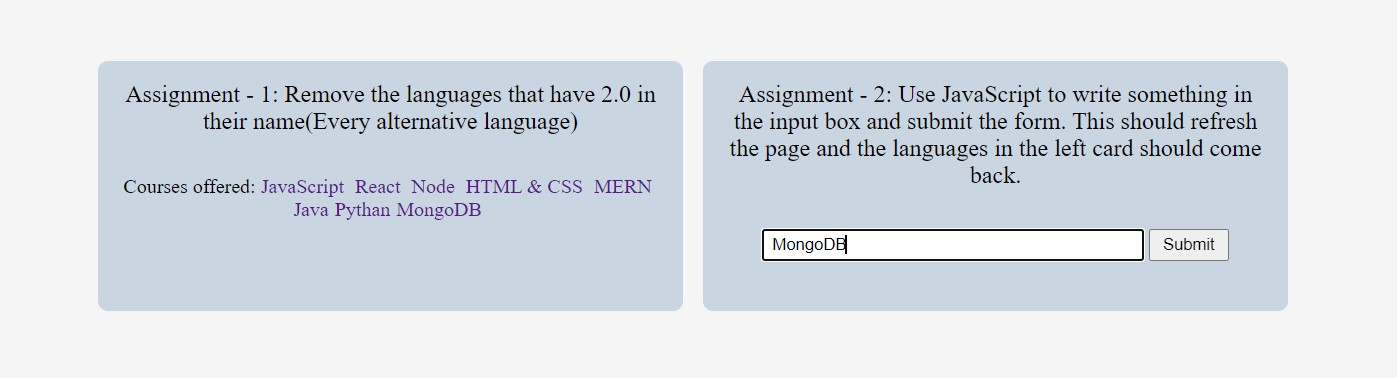 Assignment - 1: Remove the languages that have 2.0 in
their name(Every alternative language)
Courses offered: JavaScript React Node HTML & CSS MERN
Java Pythan MongoDB
Assignment - 2: Use JavaScript to write something in
the input box and submit the form. This should refresh
the page and the languages in the left card should come
back.
MongoDB Submit